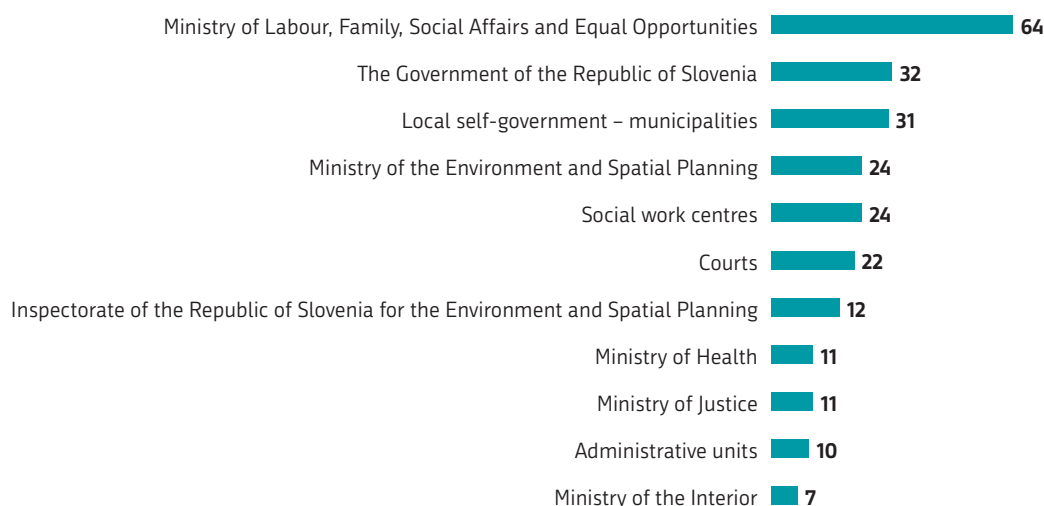 Ministry of Labour, Family, Social Affairs and Equal Opportunities 64
The Government of the Republic of Slovenia 32
Local self-government – municipalities 31
Ministry of the Environment and Spatial Planning 24
Social work centres 24
Courts 22
Inspectorate of the Republic of Slovenia for the Environment and Spatial Planning 12
Ministry of Health 11
Ministry of Justice 11
Administrative units 10
Ministry of the Interior 7